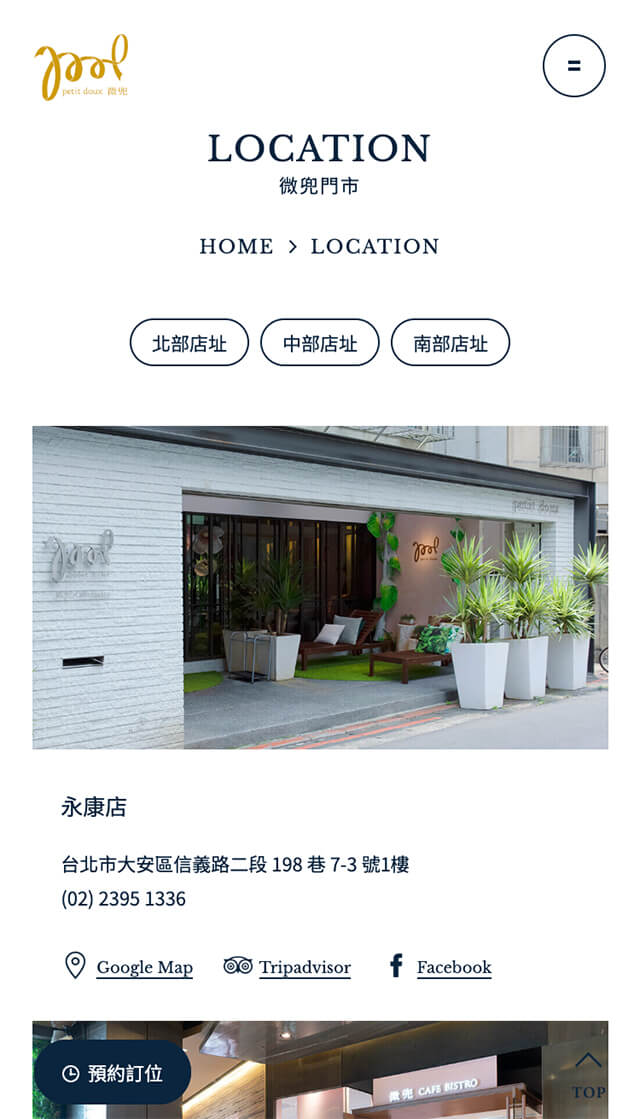 petit doux 微兜
LOCATION
微兜門市
HOME > LOCATION
北部店址 中部店址 南部店址
petit doux
永康店
台北市大安區信義路二段 198 巷 7-3 號1樓
(02) 2395 1336
Google Map Tripadvisor Facebook
微兜 CAFE BISTRO
預約訂位
TOP